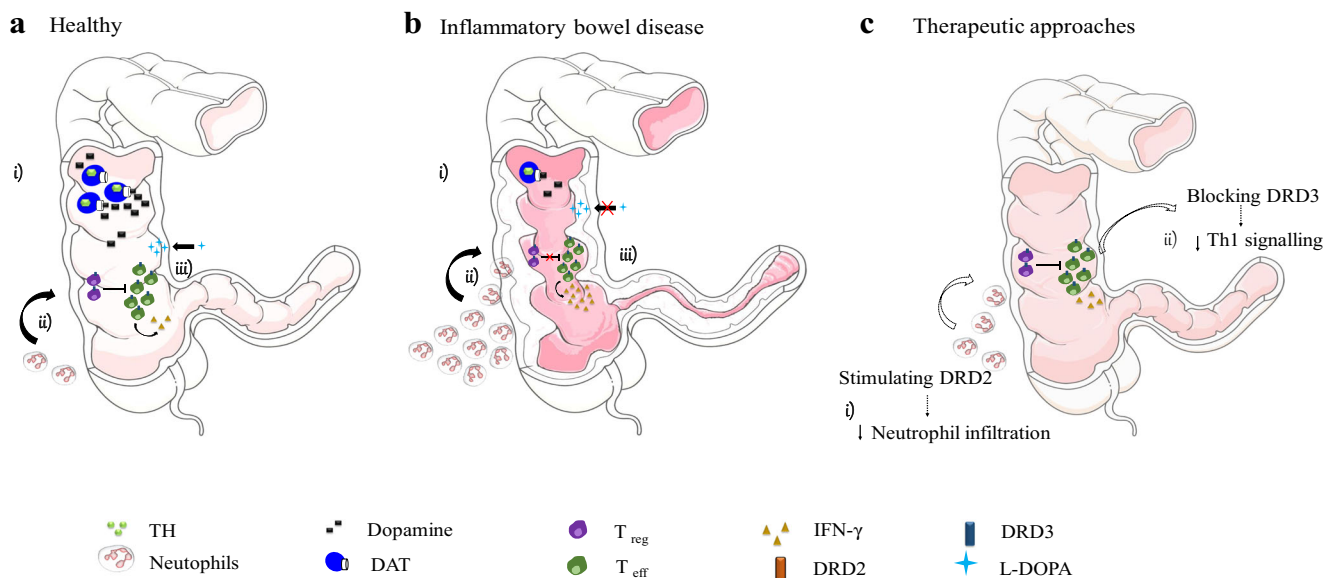 a Healthy
i)
iii)
ii)
b Inflammatory bowel disease
i)
ii)
iii)
c Therapeutic approaches
Blocking DRD3
ii) ↓ Th1 signalling
Stimulating DRD2
i)
↓ Neutrophil infiltration
TH
Dopamine
T reg
IFN-γ
DRD3
Neutophils
DAT
T eff
DRD2
L-DOPA